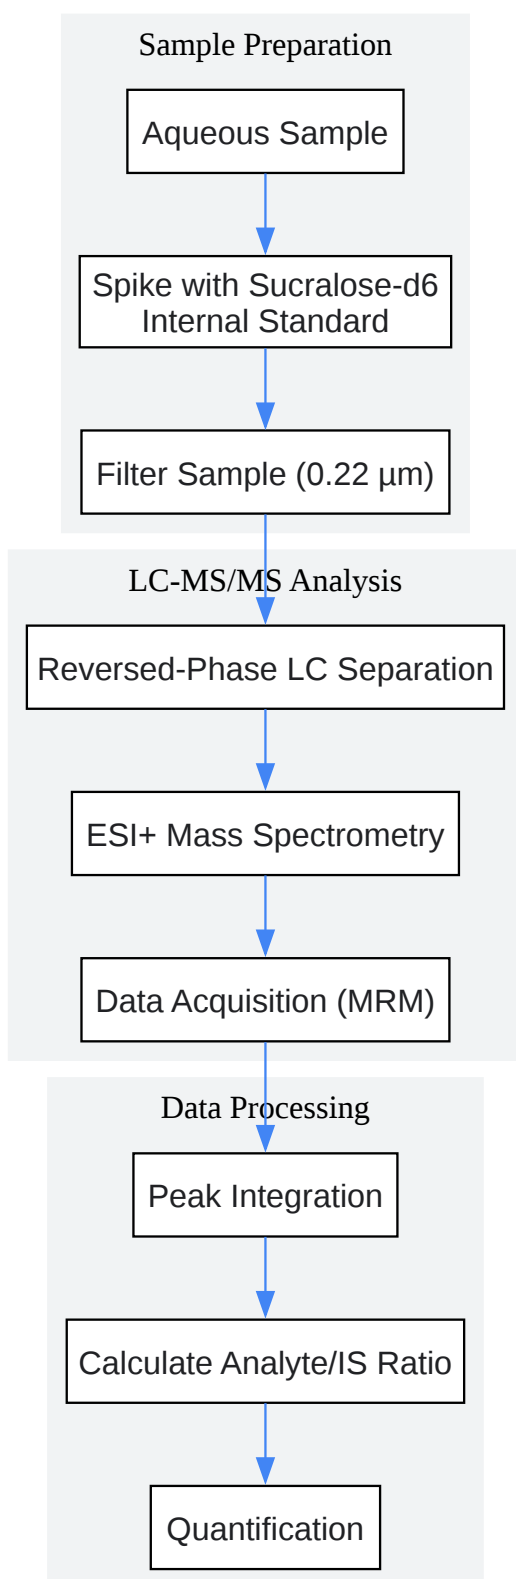 Sample Preparation
Aqueous Sample
Spike with Sucralose-d6
Internal Standard
Filter Sample (0.22 µm)
LC-MS/MS Analysis
Reversed-Phase LC Separation
ESI+ Mass Spectrometry
Data Acquisition (MRM)
Data Processing
Peak Integration
Calculate Analyte/IS Ratio
Quantification